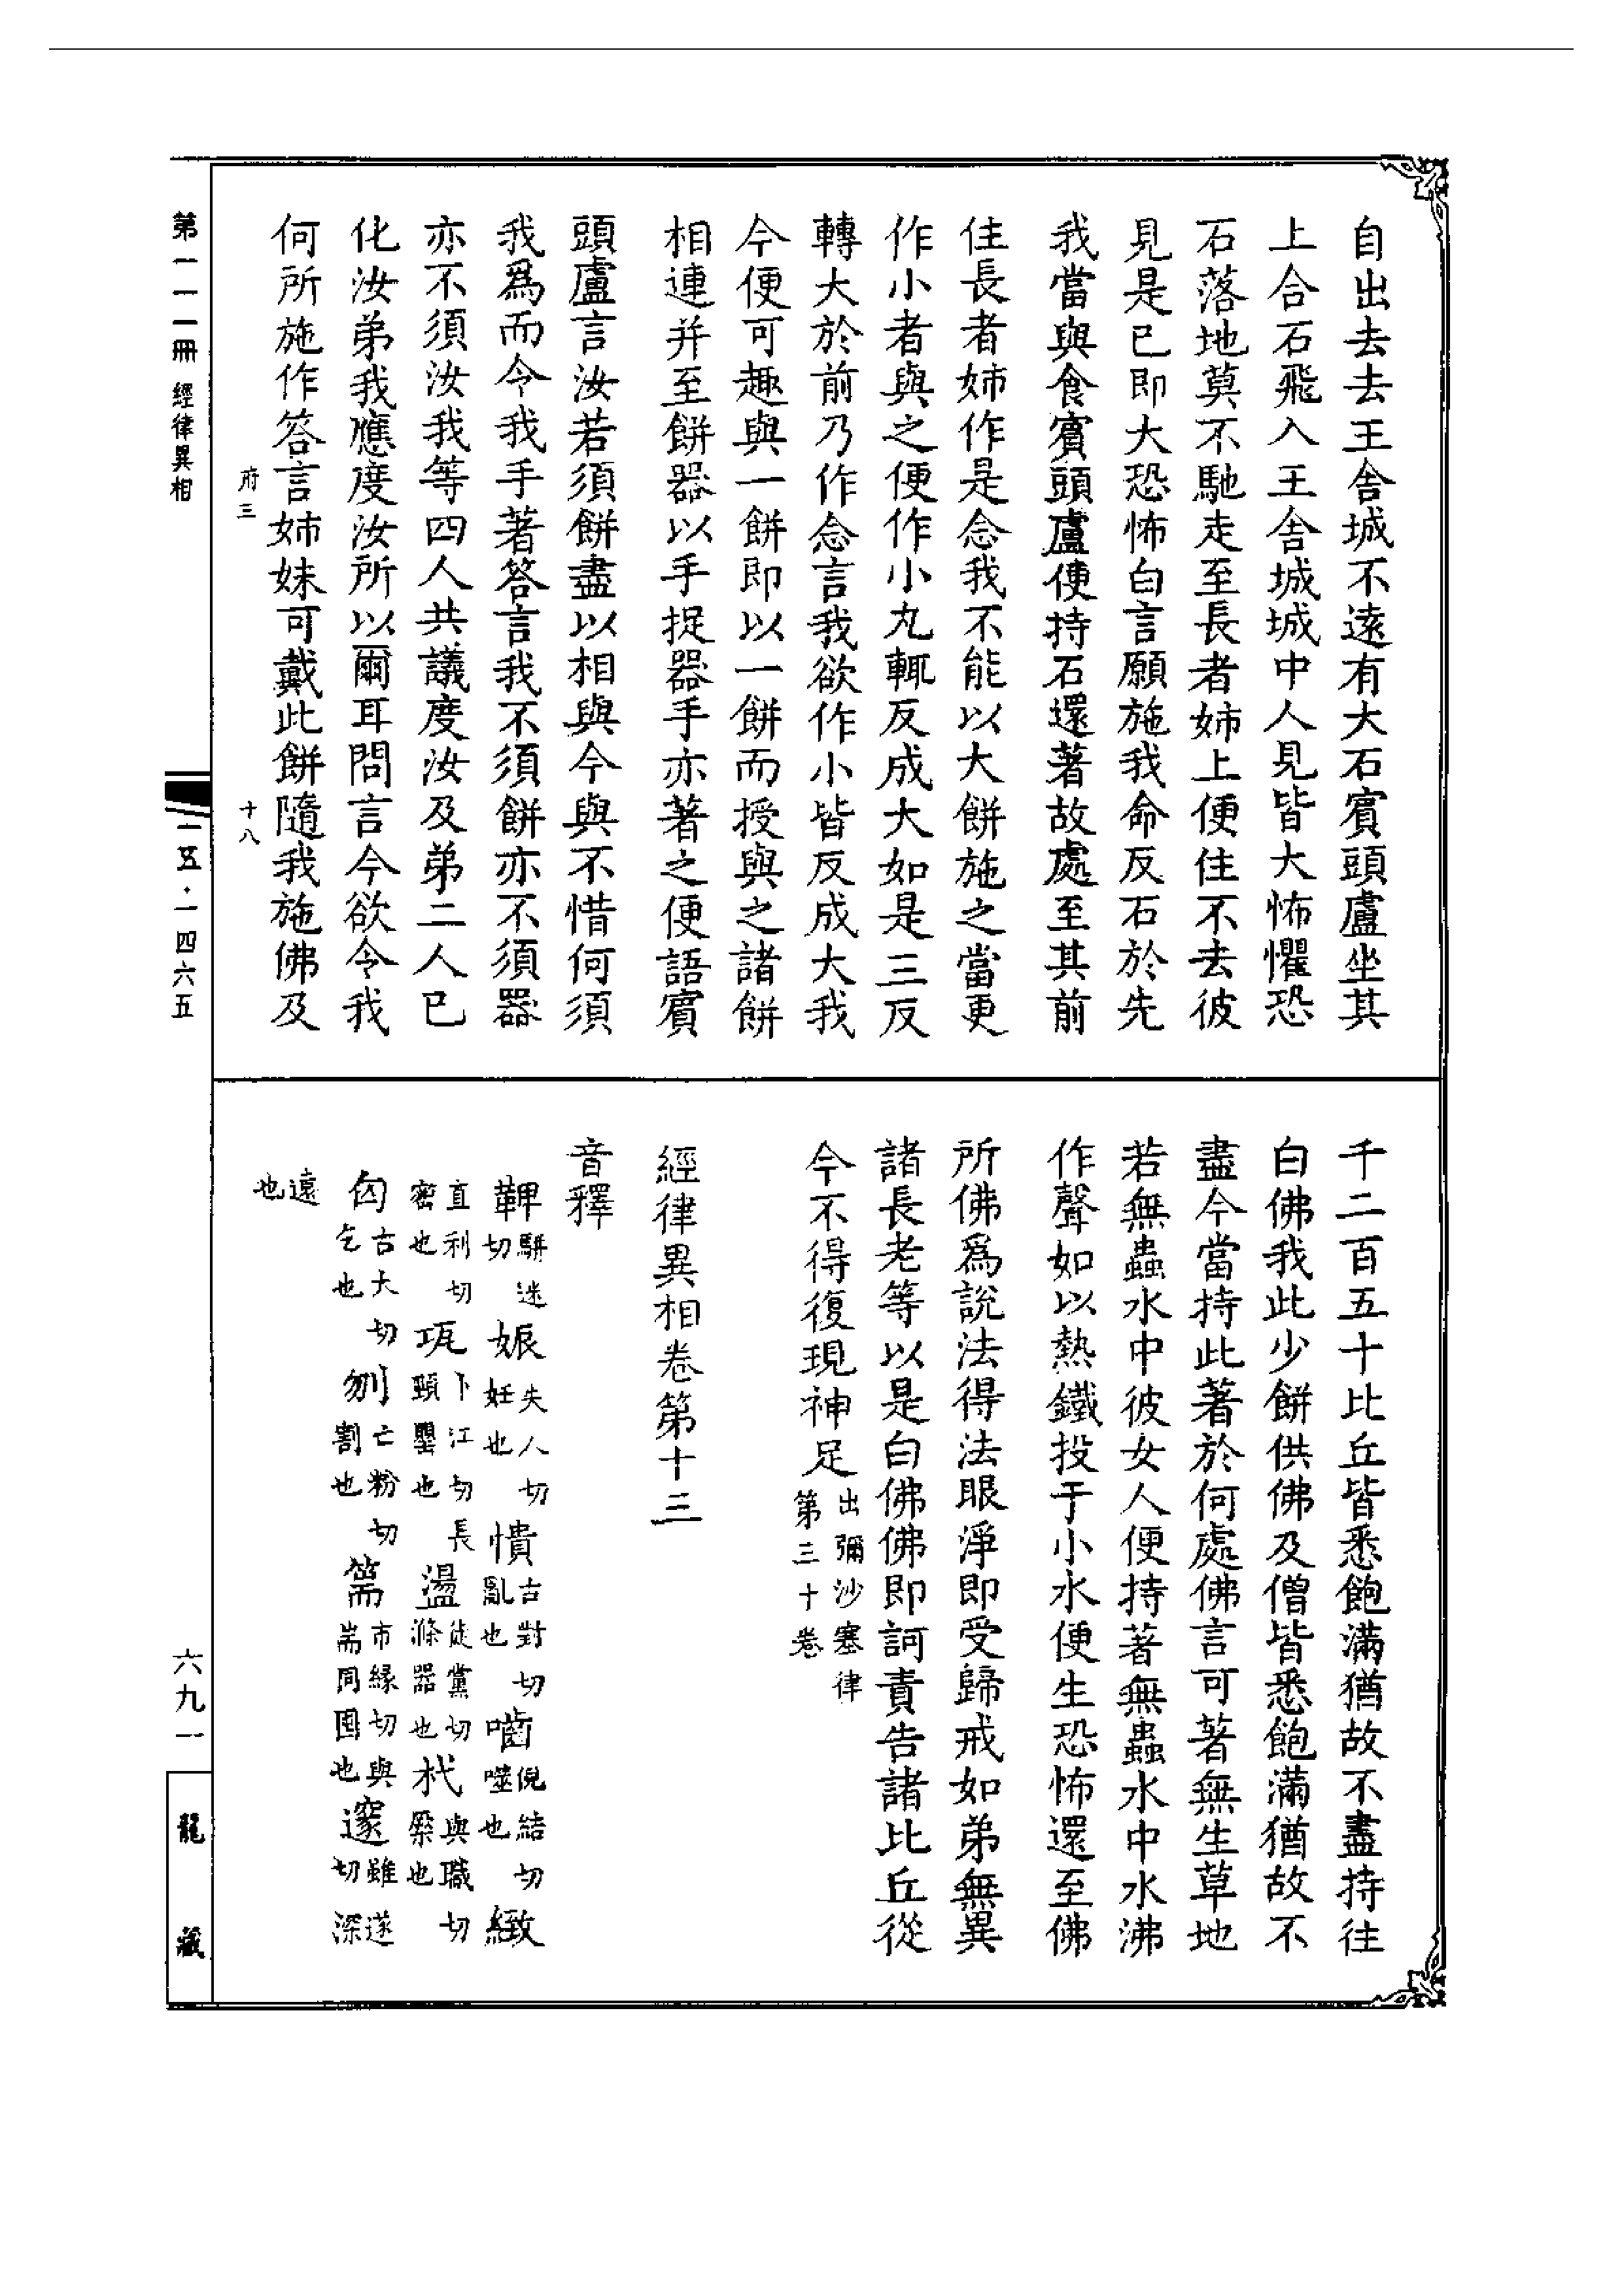 自出去去王舍城不遠有大石賓頭盧坐其
上合石飛入王舍城城中人見皆大怖懼恐
石落地莫不馳走至長者姉上便住不去彼
見是已即大恐怖白言願施我命反石於先
我當與食賓頭盧便持石還著故處至其前
住長者姉作是念我不能以大餅施之當更
作小者與之便作小丸輒反成大如是三反
轉大於前乃作念言我欲作小皆反成大我
今便可趣與一餅即以一餅而授與之諸餅
相連并至餅器以手捉器手亦著之便語賓
頭盧言汝若須餅盡以相與今與不惜何須
我爲而令我手著答言我不須餅亦不須器
亦不須汝我等四人共議度汝及弟二人已
化汝弟我應度汝所以爾耳問言今欲令我
何所施作答言姉妹可戴此餅隨我施佛及
府三 十八
千二百五十比丘皆悉飽滿猶故不盡持往
白佛我此少餅供佛及僧皆悉飽滿猶故不
盡今當持此著於何處佛言可著無生草地
若無蟲水中彼女人便持著無蟲水中水沸
作聲如以熱鐵投于小水便生恐怖還至佛
所佛爲說法得法眼淨即受歸戒如弟無異
諸長老等以是白佛佛即訶責告諸比丘從
今不得復現神足出彌沙塞律第三十卷
經律異相卷第十三
音釋
鞞騈迷切 娠失人切妊也 憒古對切亂也 嚙倪結切噬也 緻
直利切密也 瓨下江切長頸罌也 盪徒黨切滌器也 杙與職切橜也
匃古大切乞也 刎亡粉切割也 篅市緣切與圌同囤也 邃雖遂切深
遠也
第一一一冊 經律異相
一五·一四六五
六九一
龍藏